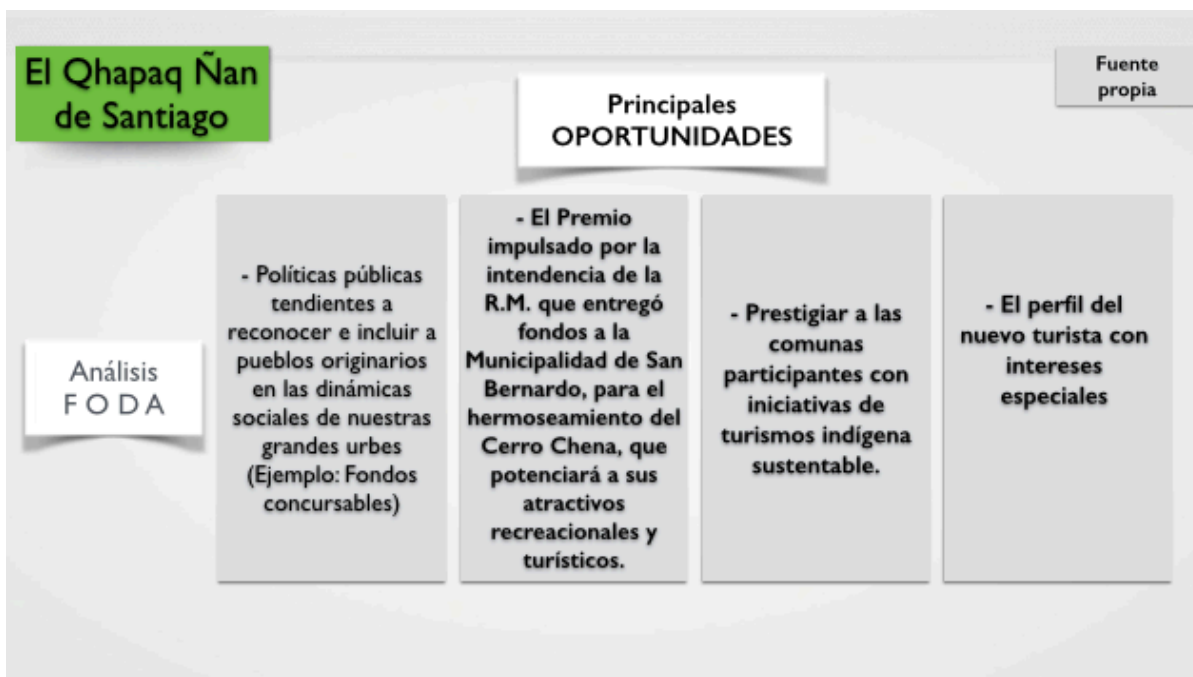 El Qhapaq Ñan
de Santiago
Fuente
propia
Principales
OPORTUNIDADES
Análisis
F O D A
- Políticas públicas
tendientes a
reconocer e incluir a
pueblos originarios
en las dinámicas
sociales de nuestras
grandes urbes
(Ejemplo: Fondos
concursables)
- El Premio
impulsado por la
intendencia de la
R.M. que entregó
fondos a la
Municipalidad de San
Bernardo, para el
hermoseamiento del
Cerro Chena, que
potenciará a sus
atractivos
recreacionales y
turísticos.
- Prestigiar a las
comunas
participantes con
iniciativas de
turismos indígena
sustentable.
- El perfil del
nuevo turista con
intereses
especiales